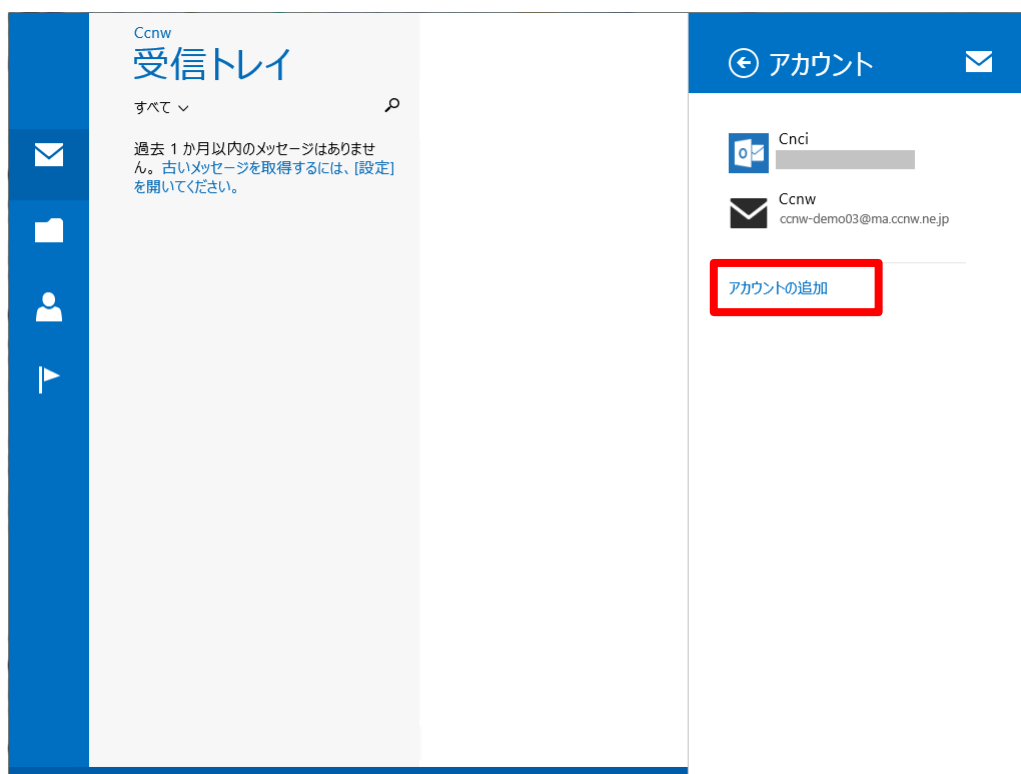 Ccnw
受信トレイ
すべて
過去 1 か月以内のメッセージはありませ
ん。古いメッセージを取得するには、[設定]
を開いてください。
アカウント
Cnci
Ccnw
ccnw-demo03@ma.ccnw.ne.jp
アカウントの追加